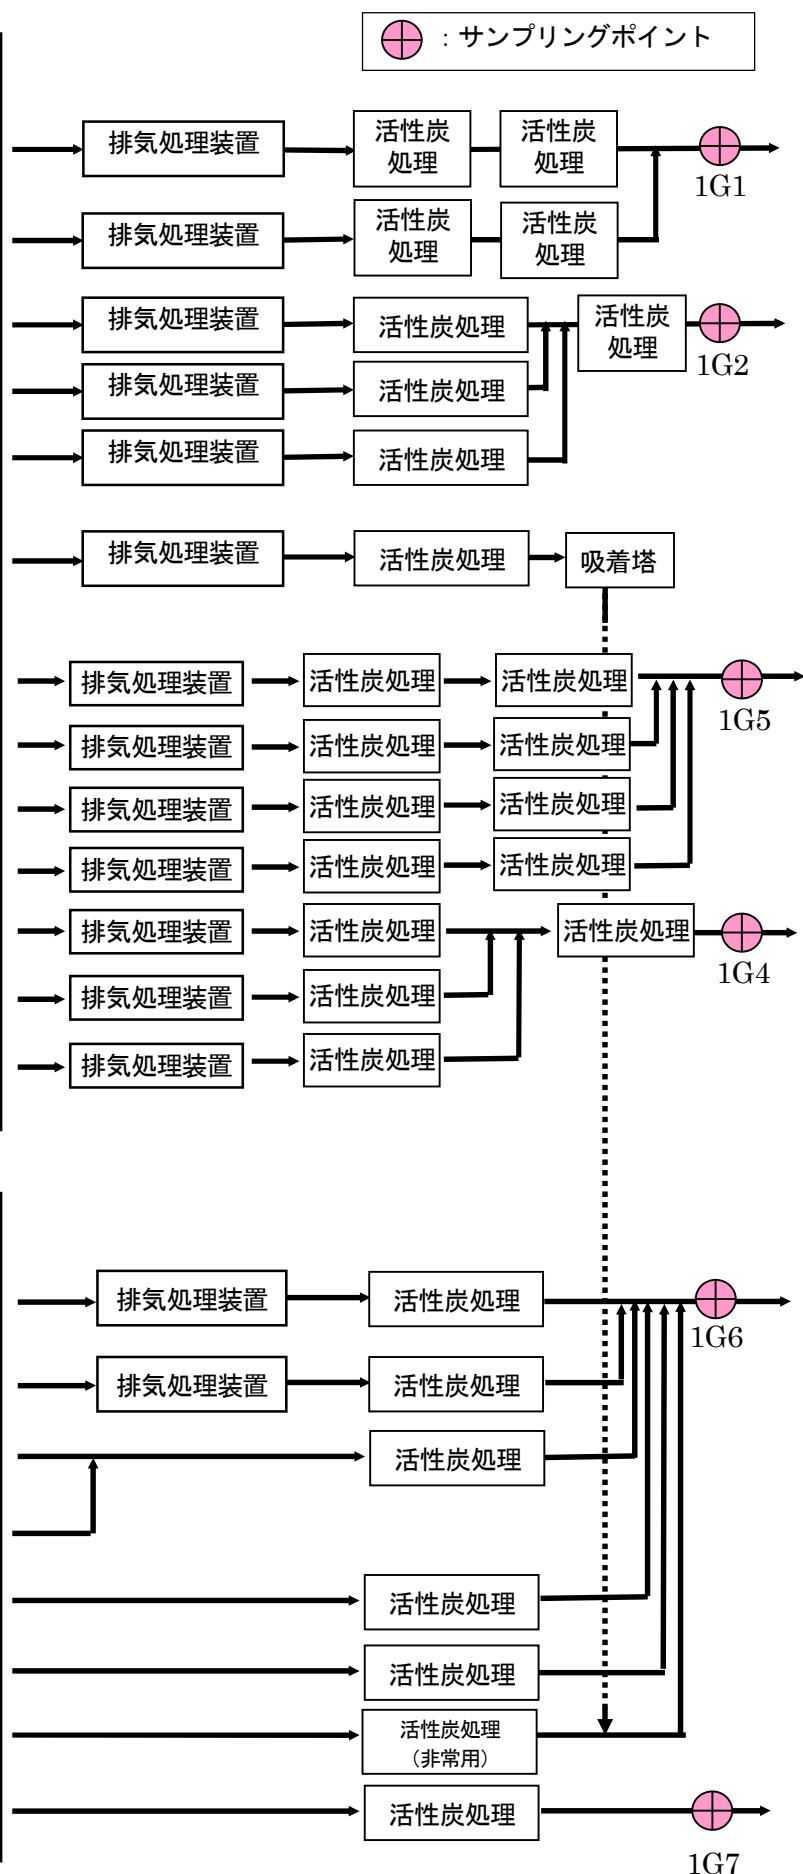 ：サンプリングポイント
排気処理装置
活性炭
処理
活性炭
処理
1G1
排気処理装置
活性炭
処理
活性炭
処理
排気処理装置
活性炭処理
活性炭
処理
1G2
排気処理装置
活性炭処理
排気処理装置
活性炭処理
排気処理装置
活性炭処理
吸着塔
排気処理装置
活性炭処理
活性炭処理
1G5
排気処理装置
活性炭処理
活性炭処理
排気処理装置
活性炭処理
活性炭処理
排気処理装置
活性炭処理
活性炭処理
排気処理装置
活性炭処理
活性炭処理
1G4
排気処理装置
活性炭処理
排気処理装置
活性炭処理
排気処理装置
活性炭処理
1G6
排気処理装置
活性炭処理
活性炭処理
活性炭処理
活性炭処理
活性炭処理
（非常用）
活性炭処理
1G7